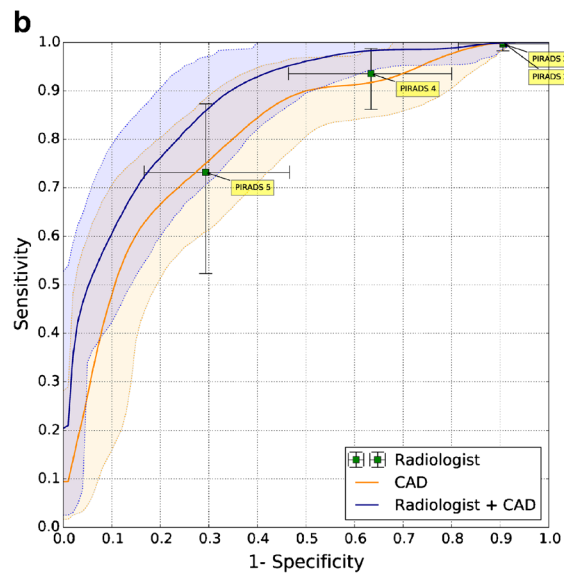 b
1.0
0.9
0.8
0.7
0.6
0.5
0.4
0.3
0.2
0.1
0.0
Sensitivity
PIRADS
PIRADS
PIRADS 4
PIRADS 5
Radiologist
CAD
Radiologist + CAD
0.0 0.1 0.2 0.3 0.4 0.5 0.6 0.7 0.8 0.9 1.0
1- Specificity